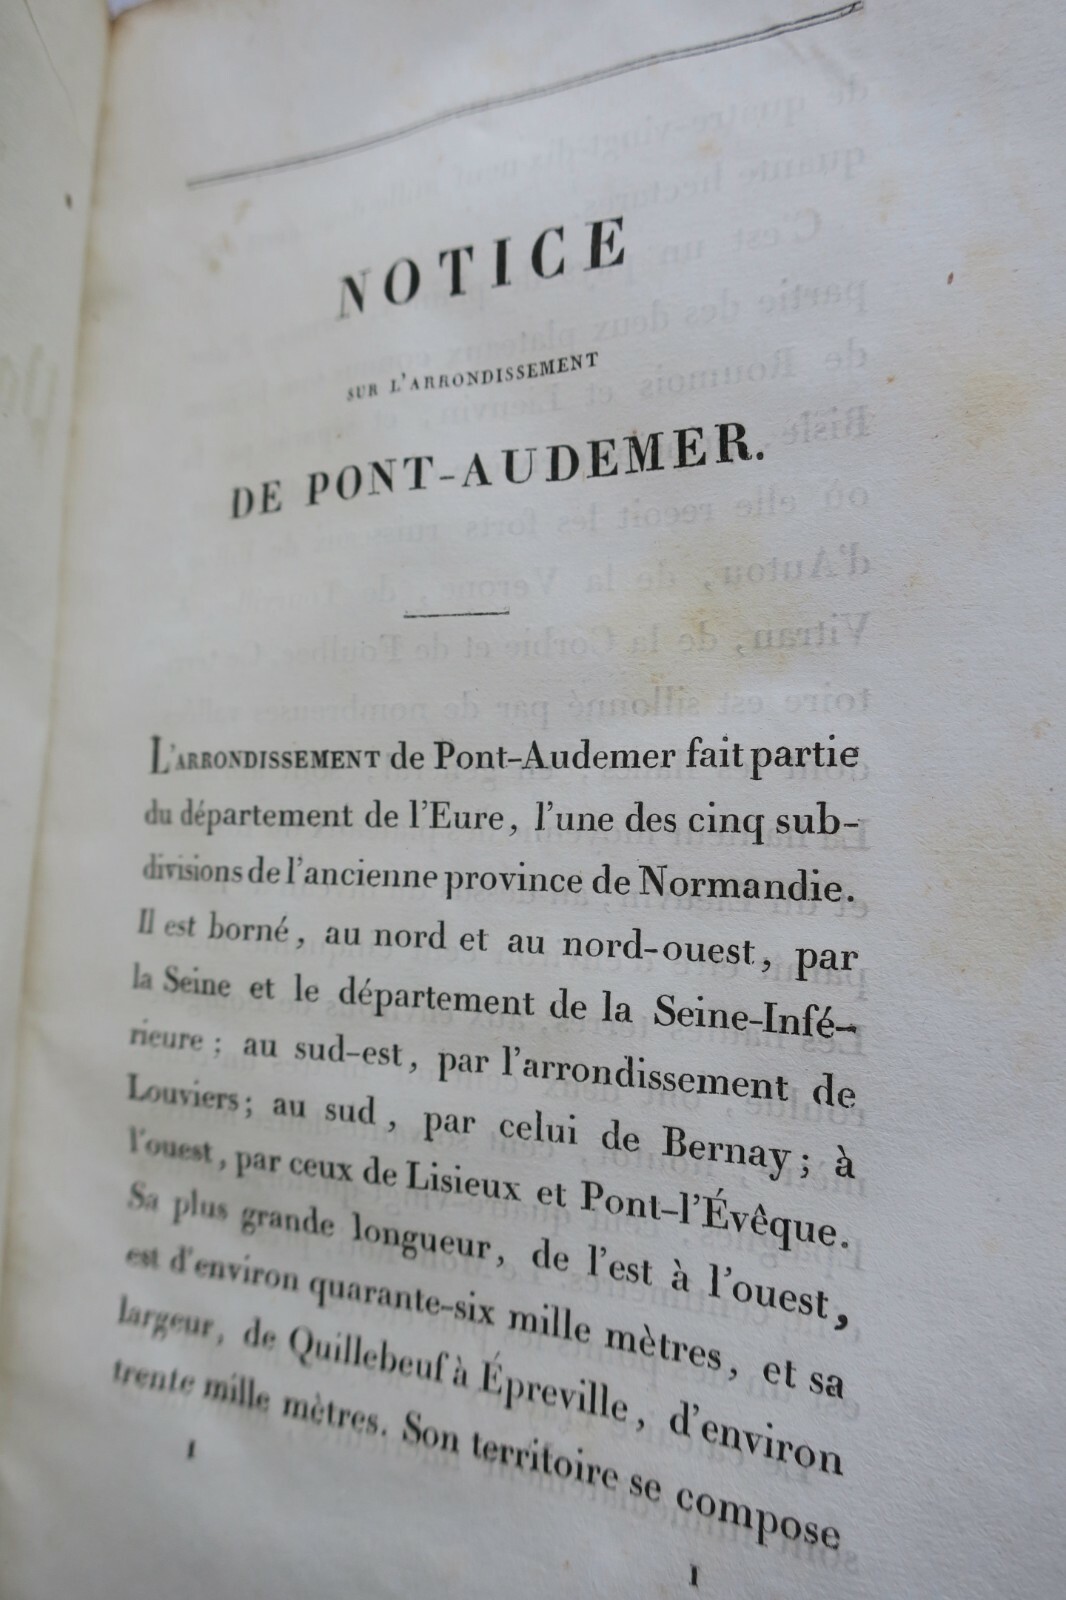 NOTICE
SUR L'ARRONDISSEMENT
DE PONT-AUDEMER.
L'ARRONDISSEMENT de Pont-Audemer fait partie
du département de l'Eure, l'une des cinq sub-
divisions de l'ancienne province de Normandie.
Il est borné, au nord et au nord-ouest, par
la Seine et le département de la Seine-Infé-
rieure; au sud-est, par l'arrondissement de
Louviers; au sud, par celui de Bernay; à
l'ouest, par ceux de Lisieux et Pont-l'Évêque.
Sa plus grande longueur, de l'est à l'ouest,
est d'environ quarante-six mille mètres, et sa
largeur, de Quillebeuf à Épreville, d'environ
trente mille mètres. Son territoire se compose
1
1